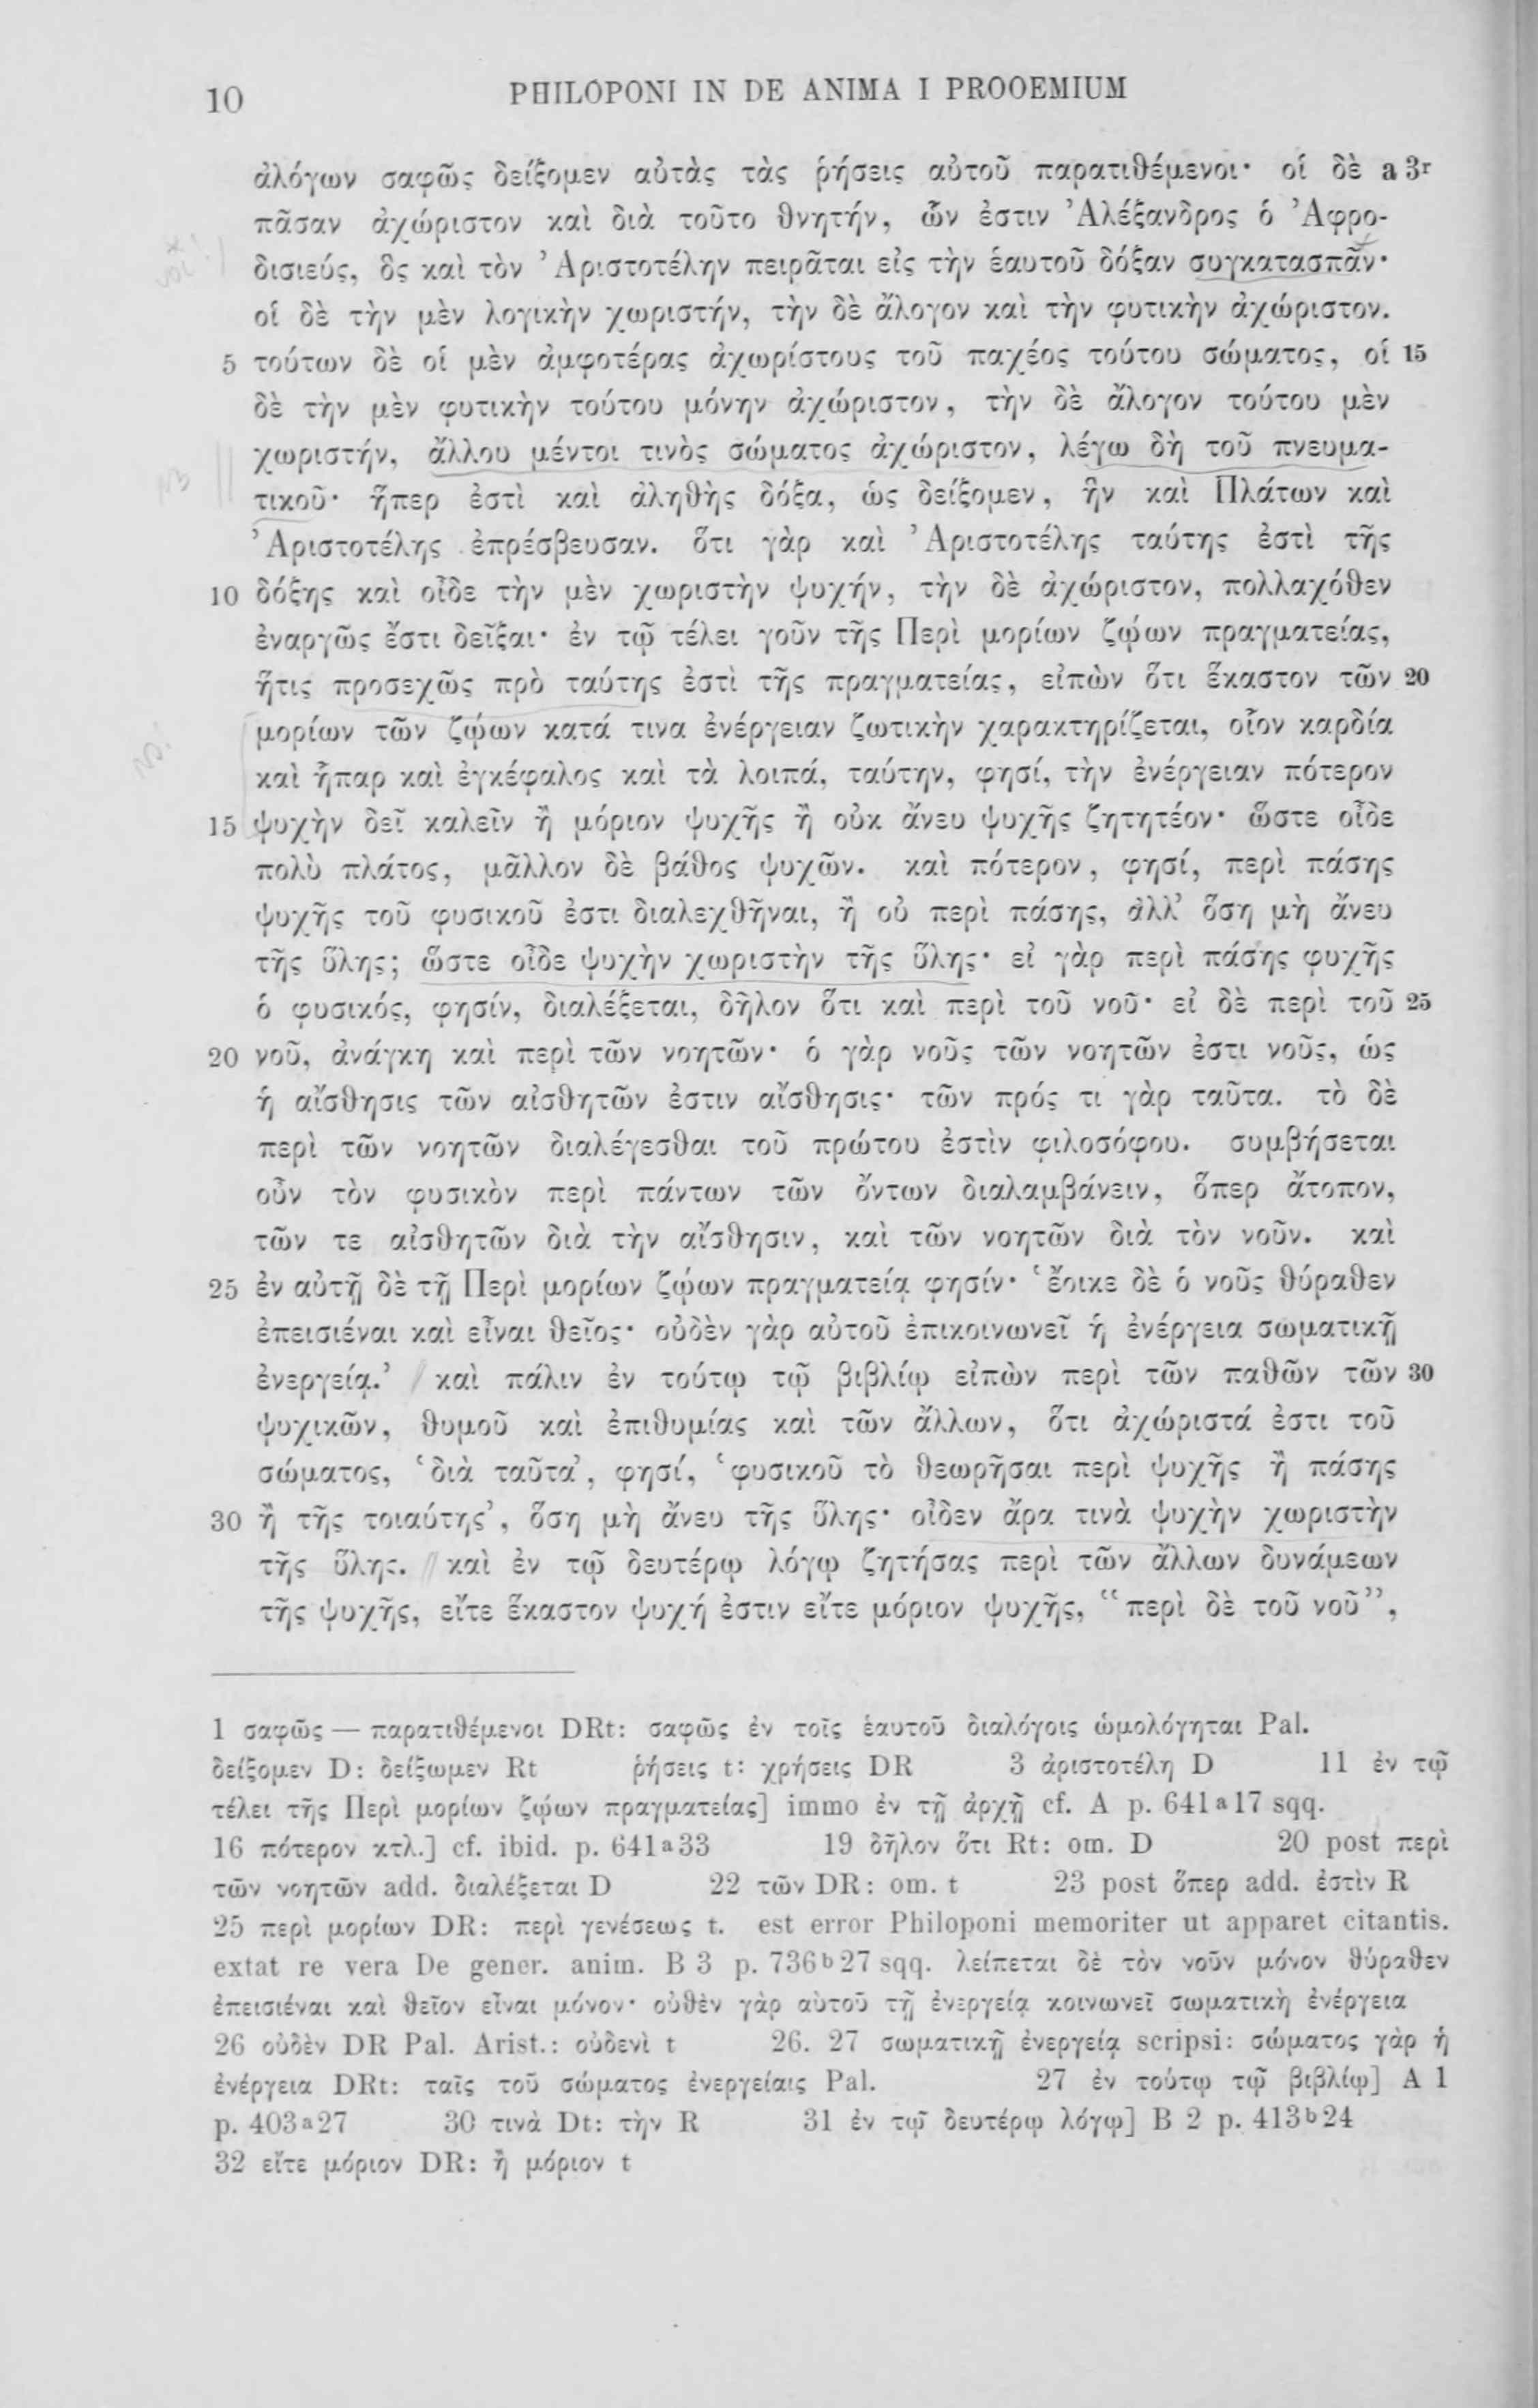 10 PHILOPONI IN DE ANIMA I PROOEMIUM
ἀλόγων σαφῶς δείξομεν αὐτὰς τὰς ῥήσεις αὐτοῦ παρατιθέμενοι· οἱ δὲ a 3r
πᾶσαν ἀχώριστον καὶ διὰ τοῦτο θνητήν, ὧν ἐστιν Ἀλέξανδρος ὁ Ἀφρο-
δισιεύς, ὃς καὶ τὸν Ἀριστοτέλην πειρᾶται εἰς τὴν ἑαυτοῦ δόξαν συγκατασπᾶν·
οἱ δὲ τὴν μὲν λογικὴν χωριστήν, τὴν δὲ ἄλογον καὶ τὴν φυτικὴν ἀχώριστον.
5 τούτων δὲ οἱ μὲν ἀμφοτέρας ἀχωρίστους τοῦ παχέος τούτου σώματος, οἱ 15
δὲ τὴν μὲν φυτικὴν τούτου μόνην ἀχώριστον, τὴν δὲ ἄλογον τούτου μὲν
NB χωριστήν, ἄλλου μέντοι τινὸς σώματος ἀχώριστον, λέγω δὴ τοῦ πνευμα-
τικοῦ· ἥπερ ἐστὶ καὶ ἀληθὴς δόξα, ὡς δείξομεν, ἣν καὶ Πλάτων καὶ
Ἀριστοτέλης ἐπρέσβευσαν. ὅτι γὰρ καὶ Ἀριστοτέλης ταύτης ἐστὶ τῆς
10 δόξης καὶ οἶδε τὴν μὲν χωριστὴν ψυχήν, τὴν δὲ ἀχώριστον, πολλαχόθεν
ἐναργῶς ἔστι δεῖξαι· ἐν τῷ τέλει γοῦν τῆς Περὶ μορίων ζῴων πραγματείας,
ἥτις προσεχῶς πρὸ ταύτης ἐστὶ τῆς πραγματείας, εἰπὼν ὅτι ἕκαστον τῶν 20
μορίων τῶν ζῴων κατά τινα ἐνέργειαν ζωτικὴν χαρακτηρίζεται, οἷον καρδία
καὶ ἧπαρ καὶ ἐγκέφαλος καὶ τὰ λοιπά, ταύτην, φησί, τὴν ἐνέργειαν πότερον
15 ψυχὴν δεῖ καλεῖν ἢ μόριον ψυχῆς ἢ οὐκ ἄνευ ψυχῆς ζητητέον· ὥστε οἶδε
πολὺ πλάτος, μᾶλλον δὲ βάθος ψυχῶν. καὶ πότερον, φησί, περὶ πάσης
ψυχῆς τοῦ φυσικοῦ ἐστι διαλεχθῆναι, ἢ οὐ περὶ πάσης, ἀλλ’ ὅση μὴ ἄνευ
τῆς ὕλης; ὥστε οἶδε ψυχὴν χωριστὴν τῆς ὕλης· εἰ γὰρ περὶ πάσης φυχῆς
ὁ φυσικός, φησίν, διαλέξεται, δῆλον ὅτι καὶ περὶ τοῦ νοῦ· εἰ δὲ περὶ τοῦ 25
20 νοῦ, ἀνάγκη καὶ περὶ τῶν νοητῶν· ὁ γὰρ νοῦς τῶν νοητῶν ἐστι νοῦς, ὡς
ἡ αἴσθησις τῶν αἰσθητῶν ἐστιν αἴσθησις· τῶν πρός τι γὰρ ταῦτα. τὸ δὲ
περὶ τῶν νοητῶν διαλέγεσθαι τοῦ πρώτου ἐστὶν φιλοσόφου. συμβήσεται
οὖν τὸν φυσικὸν περὶ πάντων τῶν ὄντων διαλαμβάνειν, ὅπερ ἄτοπον,
τῶν τε αἰσθητῶν διὰ τὴν αἴσθησιν, καὶ τῶν νοητῶν διὰ τὸν νοῦν. καὶ
25 ἐν αὐτῇ δὲ τῇ Περὶ μορίων ζῴων πραγματείᾳ φησίν· ‘ἔοικε δὲ ὁ νοῦς θύραθεν
ἐπεισιέναι καὶ εἶναι θεῖος· οὐδὲν γὰρ αὐτοῦ ἐπικοινωνεῖ ἡ ἐνέργεια σωματικῇ
ἐνεργείᾳ.’ καὶ πάλιν ἐν τούτῳ τῷ βιβλίῳ εἰπὼν περὶ τῶν παθῶν τῶν 30
ψυχικῶν, θυμοῦ καὶ ἐπιθυμίας καὶ τῶν ἄλλων, ὅτι ἀχώριστά ἐστι τοῦ
σώματος, ‘διὰ ταῦτα’, φησί, ‘φυσικοῦ τὸ θεωρῆσαι περὶ ψυχῆς ἢ πάσης
30 ἢ τῆς τοιαύτης’, ὅση μὴ ἄνευ τῆς ὕλης· οἶδεν ἄρα τινὰ ψυχὴν χωριστὴν
τῆς ὕλης. καὶ ἐν τῷ δευτέρῳ λόγῳ ζητήσας περὶ τῶν ἄλλων δυνάμεων
τῆς ψυχῆς, εἴτε ἕκαστον ψυχή ἐστιν εἴτε μόριον ψυχῆς, “περὶ δὲ τοῦ νοῦ”,
1 σαφῶς — παρατιθέμενοι DRt: σαφῶς ἐν τοῖς ἑαυτοῦ διαλόγοις ὡμολόγηται Pal.
δείξομεν D: δείξωμεν Rt ῥήσεις t: χρήσεις DR 3 ἀριστοτέλη D 11 ἐν τῷ
τέλει τῆς Περὶ μορίων ζῴων πραγματείας] immo ἐν τῇ ἀρχῇ cf. A p. 641a17 sqq.
16 πότερον κτλ.] cf. ibid. p. 641a33 19 δῆλον ὅτι Rt: om. D 20 post περὶ
τῶν νοητῶν add. διαλέξεται D 22 τῶν DR: om. t 23 post ὅπερ add. ἐστὶν R
25 περὶ μορίων DR: περὶ γενέσεως t. est error Philoponi memoriter ut apparet citantis.
extat re vera De gener. anim. B 3 p. 736b27 sqq. λείπεται δὲ τὸν νοῦν μόνον θύραθεν
ἐπεισιέναι καὶ θεῖον εἶναι μόνον· οὐθὲν γὰρ αὐτοῦ τῇ ἐνεργείᾳ κοινωνεῖ σωματικὴ ἐνέργεια
26 οὐδὲν DR Pal. Arist.: οὐδενὶ t 26. 27 σωματικῇ ἐνεργείᾳ scripsi: σώματος γὰρ ἡ
ἐνέργεια DRt: ταῖς τοῦ σώματος ἐνεργείαις Pal. 27 ἐν τούτῳ τῷ βιβλίῳ] A 1
p. 403a27 30 τινὰ Dt: τὴν R 31 ἐν τῷ δευτέρῳ λόγῳ] B 2 p. 413b24
32 εἴτε μόριον DR: ἢ μόριον t